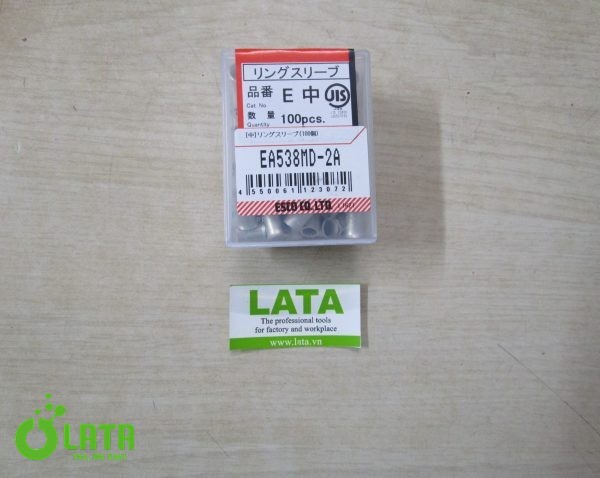 リングスリーブ
品番 E 中 JIS
Cat No
数量 100pcs.
Quantity
[中]リングスリーブ(100個)
EA538MD-2A
4 550061 123072
ESCO CO.,LTD.
LATA
The professional tools
for factory and workplace
www.lata.vn
LATA